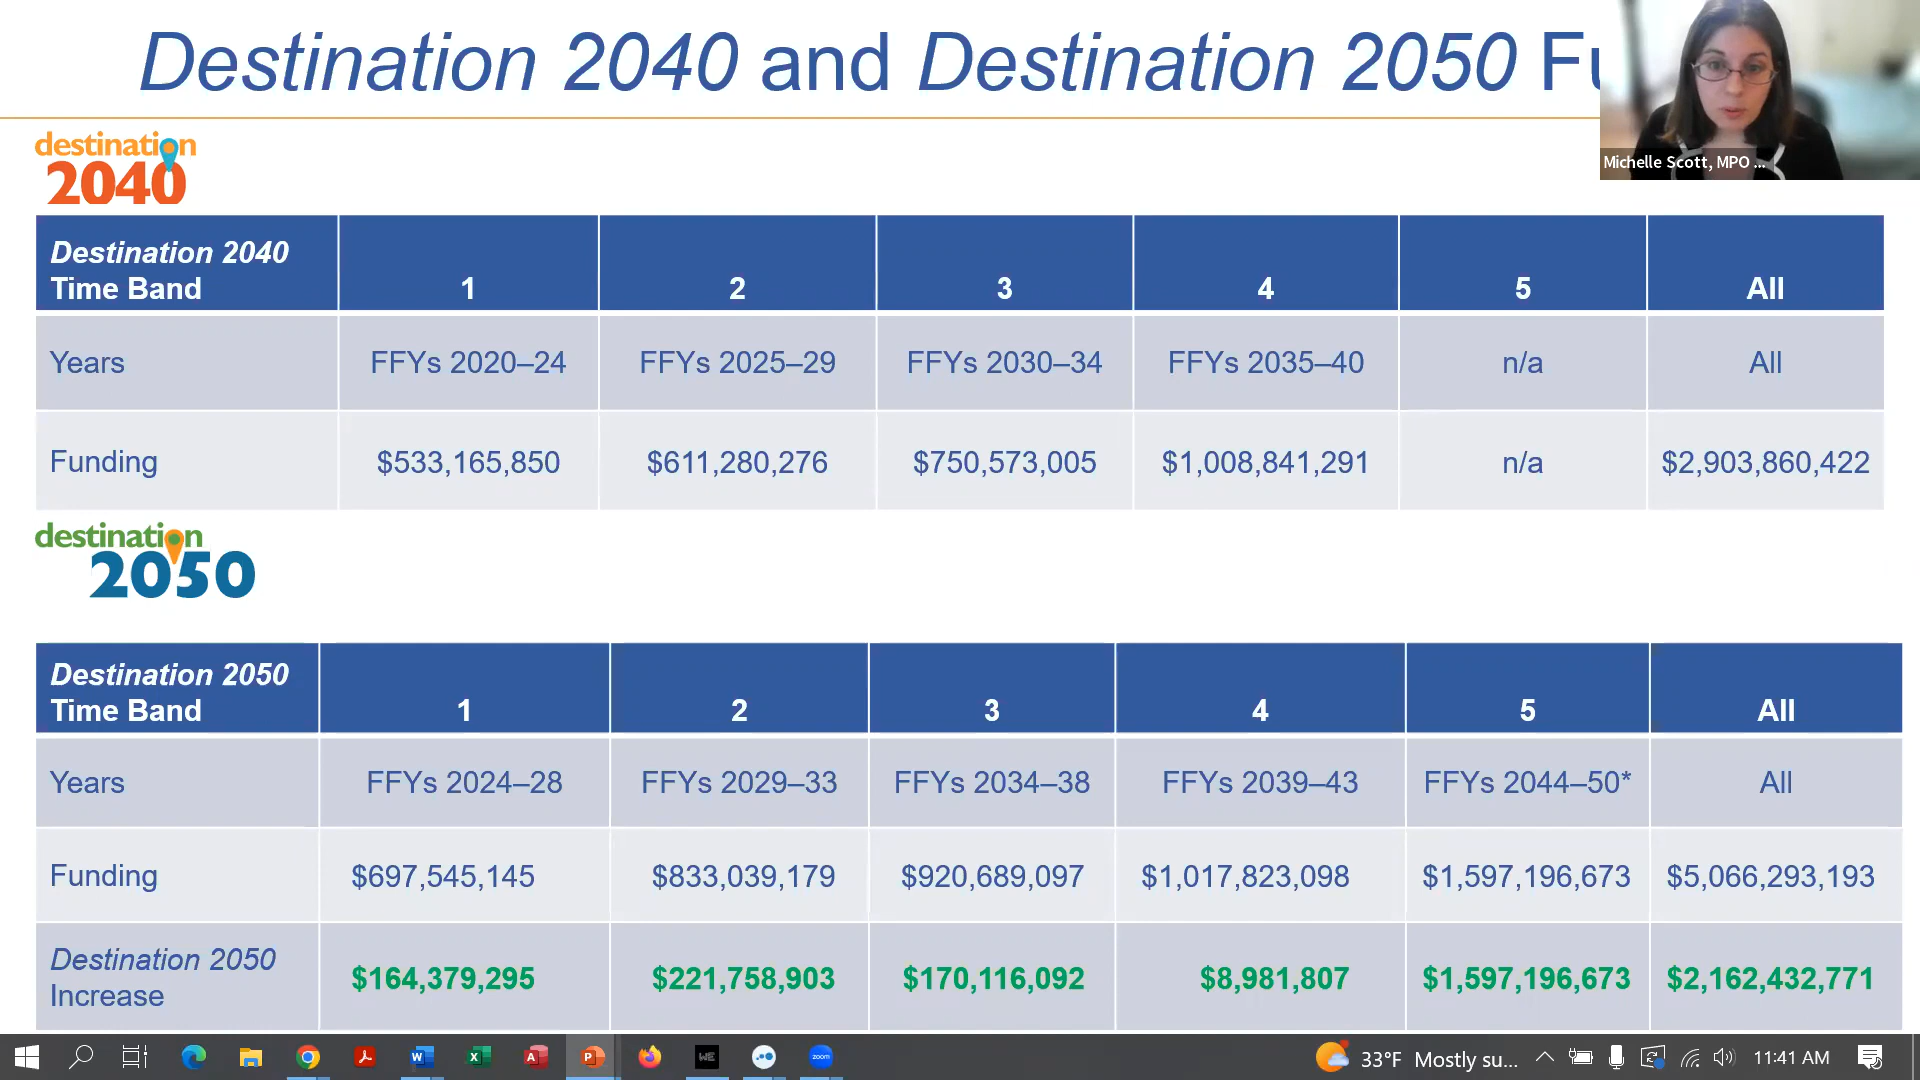 Destination 2040 and Destination 2050
Michelle Scott, MPO ...
destination
2040
Destination 2040
Time Band 1 2 3 4 5 All
Years FFYs 2020–24 FFYs 2025–29 FFYs 2030–34 FFYs 2035–40 n/a All
Funding $533,165,850 $611,280,276 $750,573,005 $1,008,841,291 n/a $2,903,860,422
destination
2050
Destination 2050
Time Band 1 2 3 4 5 All
Years FFYs 2024–28 FFYs 2029–33 FFYs 2034–38 FFYs 2039–43 FFYs 2044–50* All
Funding $697,545,145 $833,039,179 $920,689,097 $1,017,823,098 $1,597,196,673 $5,066,293,193
Destination 2050
Increase $164,379,295 $221,758,903 $170,116,092 $8,981,807 $1,597,196,673 $2,162,432,771
WE zoom 33°F Mostly su... 11:41 AM